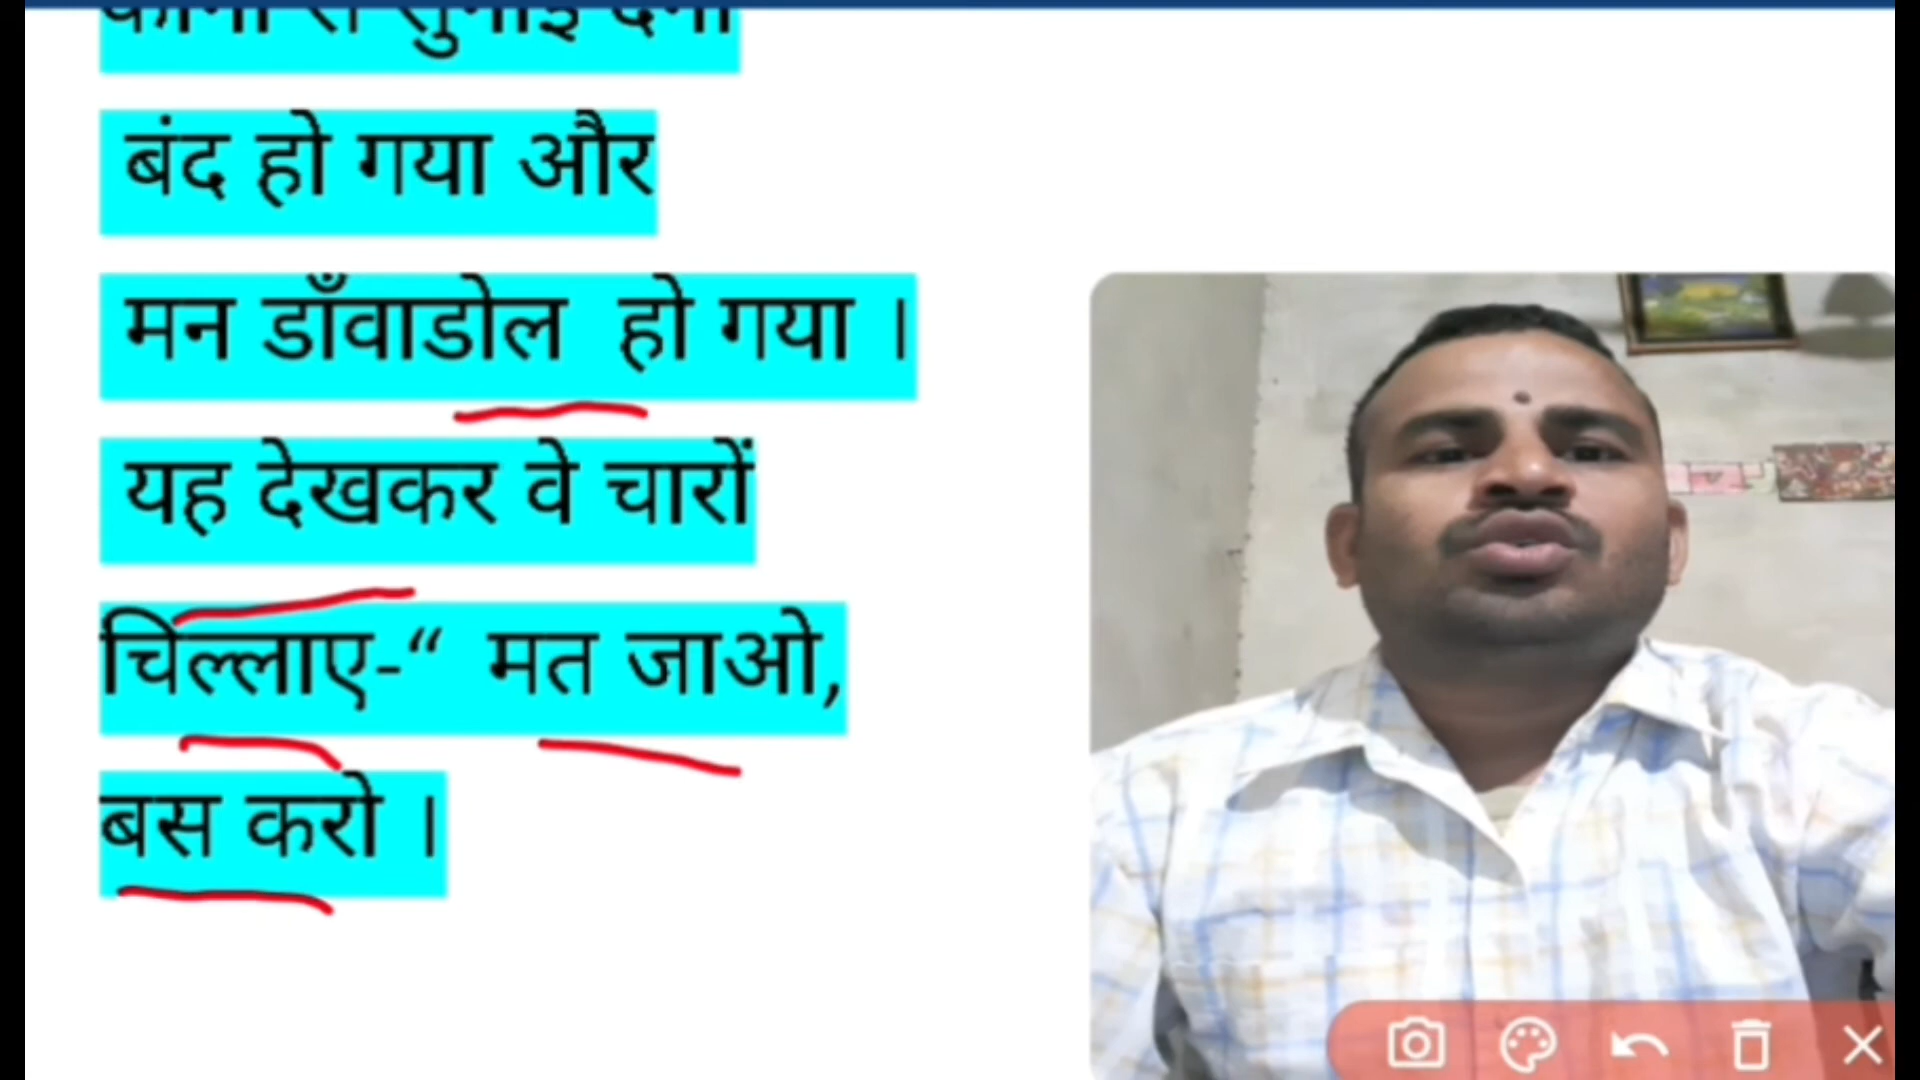 कानों से सुनाई देना
बंद हो गया और
मन डाँवाडोल हो गया ।
यह देखकर वे चारों
चिल्लाए-“ मत जाओ,
बस करो ।